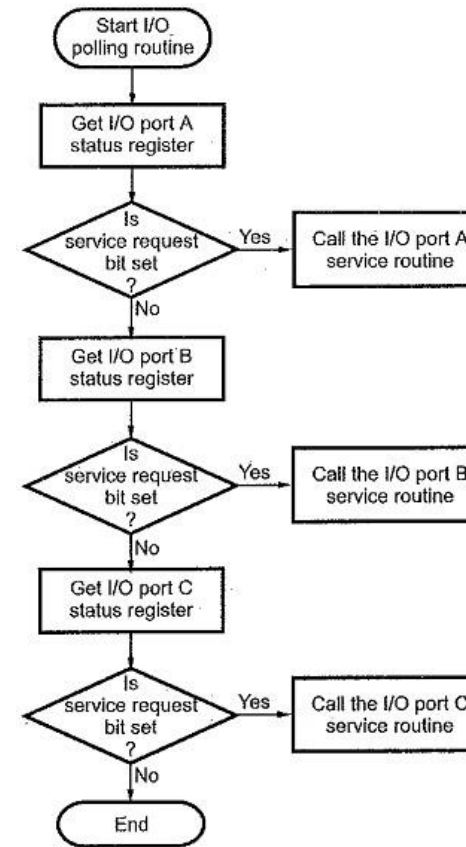 Start I/O
polling routine
Get I/O port A
status register
Is
service request
bit set
?
Yes
Call the I/O port A
service routine
No
Get I/O port B
status register
Is
service request
bit set
?
Yes
Call the I/O port B
service routine
No
Get I/O port C
status register
Is
service request
bit set
?
Yes
Call the I/O port C
service routine
No
End